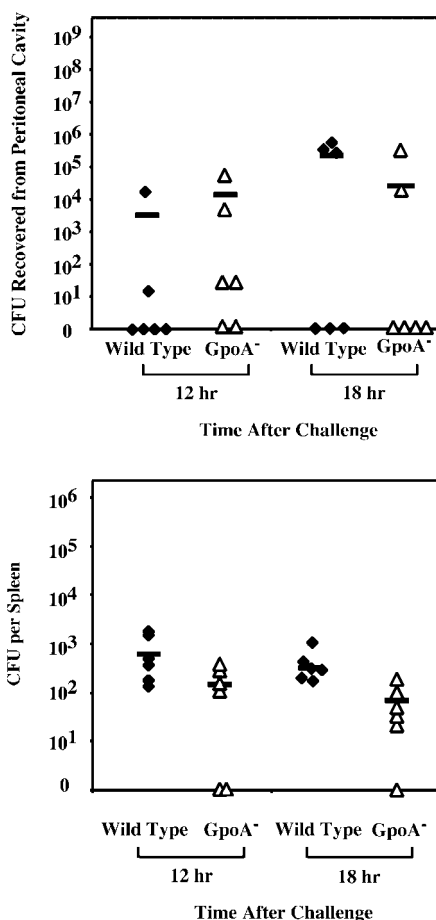 CFU Recovered from Peritoneal Cavity
10⁹
10⁸
10⁷
10⁶
10⁵
10⁴
10³
10²
10¹
0
Wild Type GpoA⁻ Wild Type GpoA⁻
12 hr 18 hr
Time After Challenge
CFU per Spleen
10⁶
10⁵
10⁴
10³
10²
10¹
0
Wild Type GpoA⁻ Wild Type GpoA⁻
12 hr 18 hr
Time After Challenge